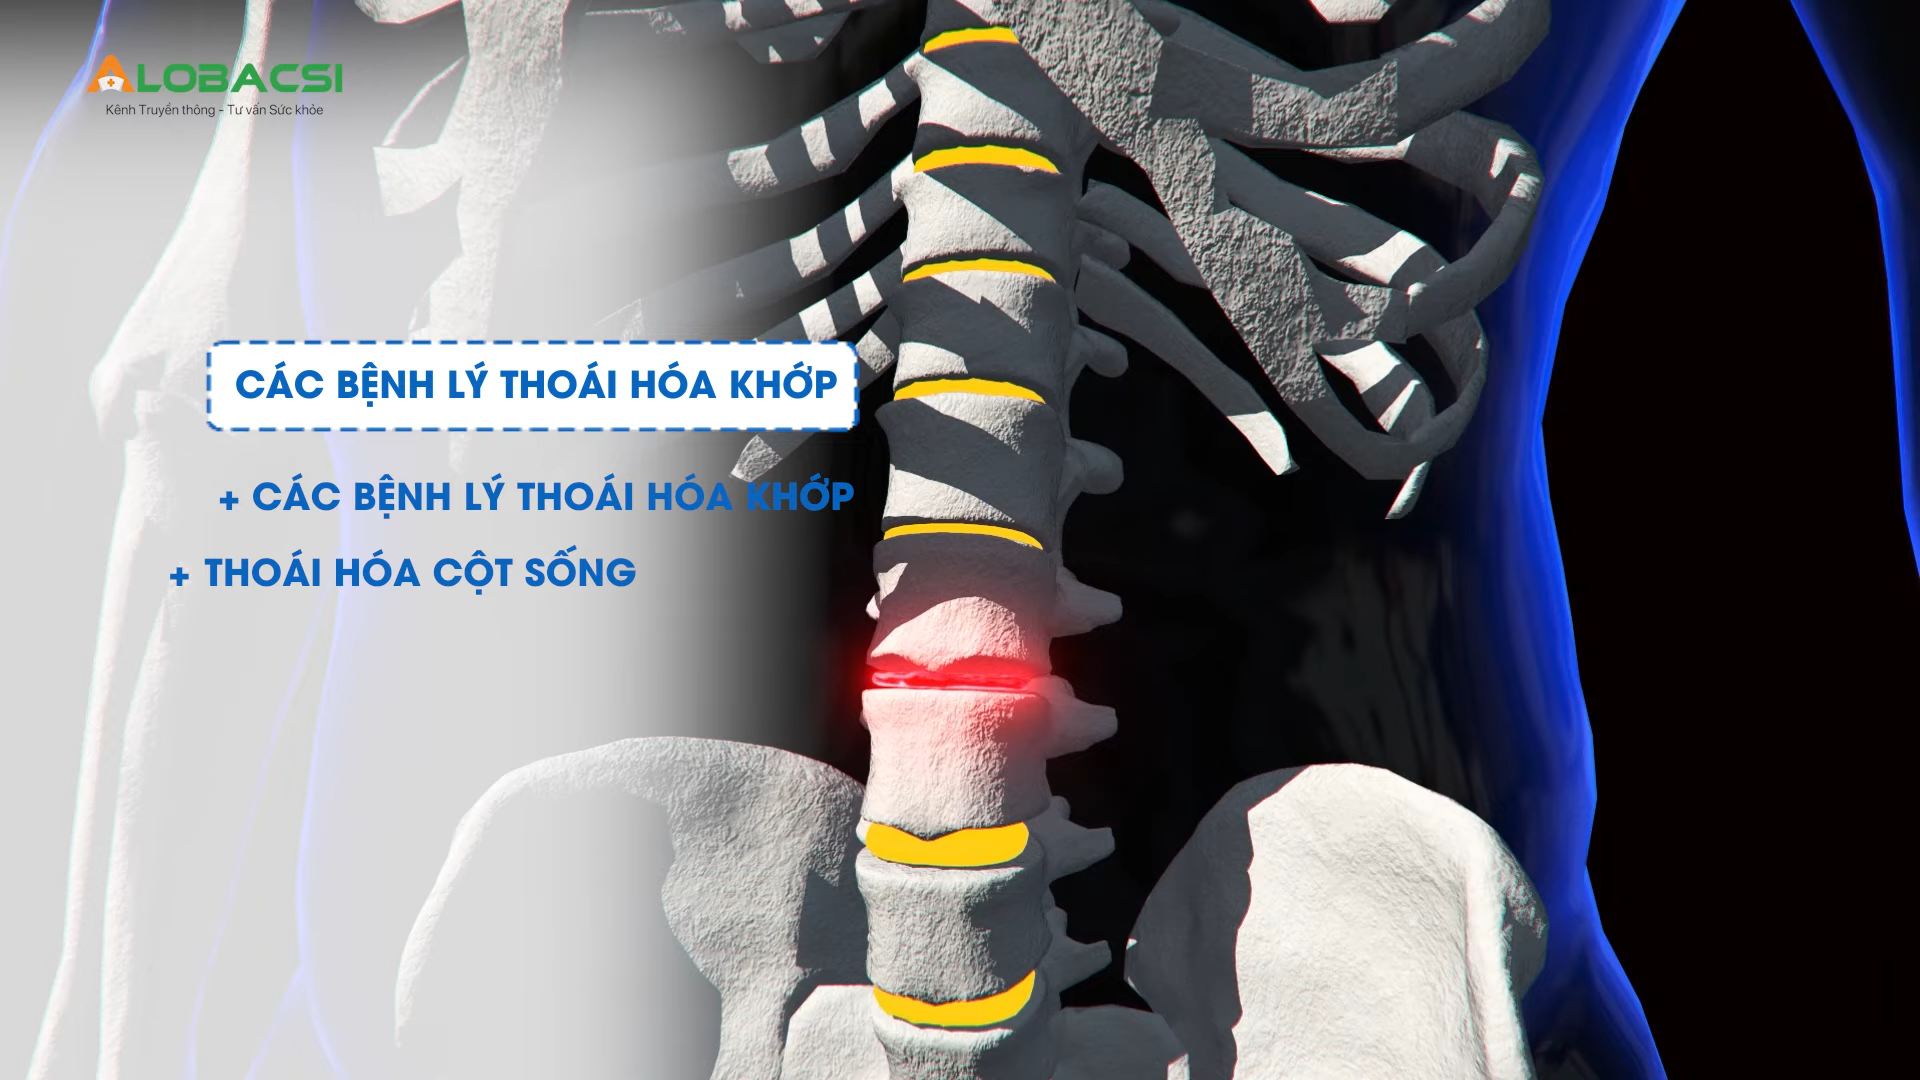 ALOBACSI
Kênh Truyền thông - Tư vấn Sức khỏe
CÁC BỆNH LÝ THOÁI HÓA KHỚP
+ CÁC BỆNH LÝ THOÁI HÓA KHỚP
+ THOÁI HÓA CỘT SỐNG